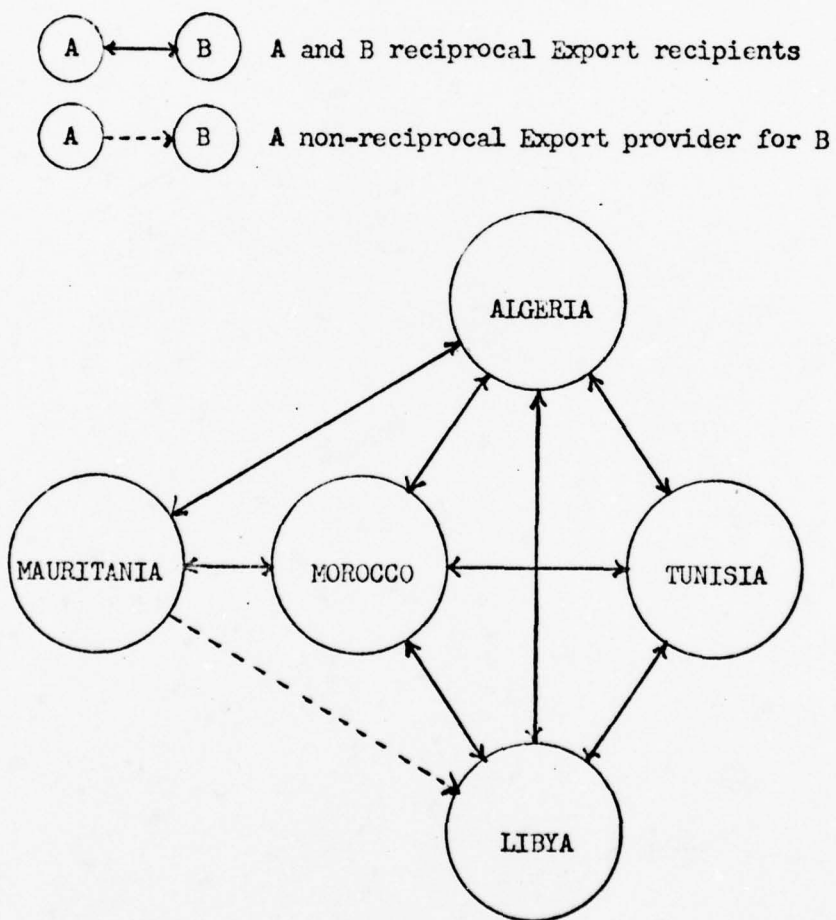 A B A and B reciprocal Export recipients
A B A non-reciprocal Export provider for B
ALGERIA
MAURITANIA MOROCCO TUNISIA
LIBYA